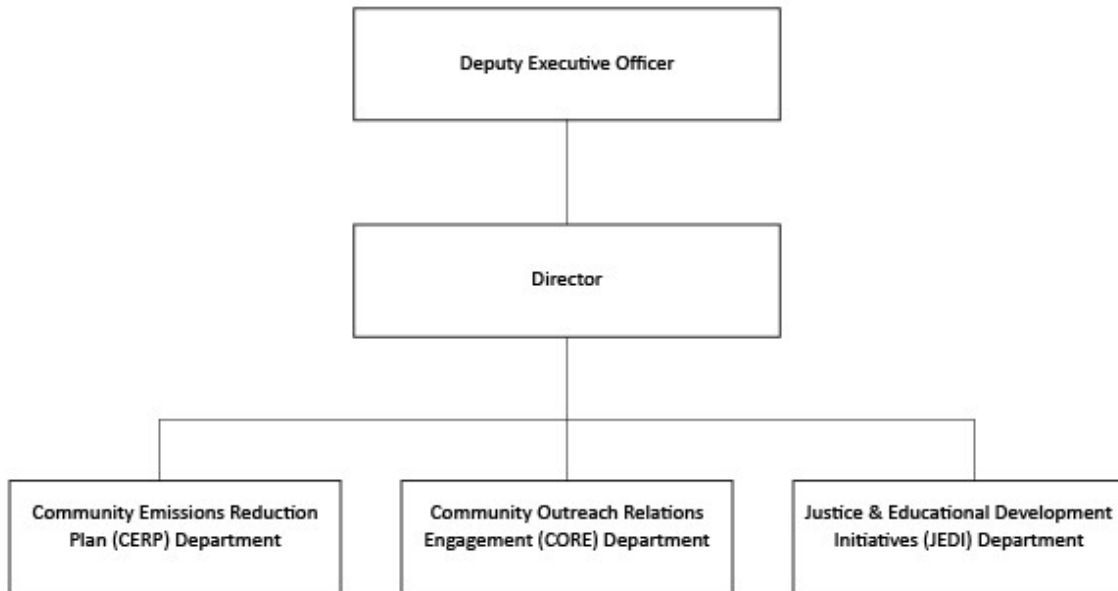 Deputy Executive Officer
Director
Community Emissions Reduction
Plan (CERP) Department
Community Outreach Relations
Engagement (CORE) Department
Justice & Educational Development
Initiatives (JEDI) Department